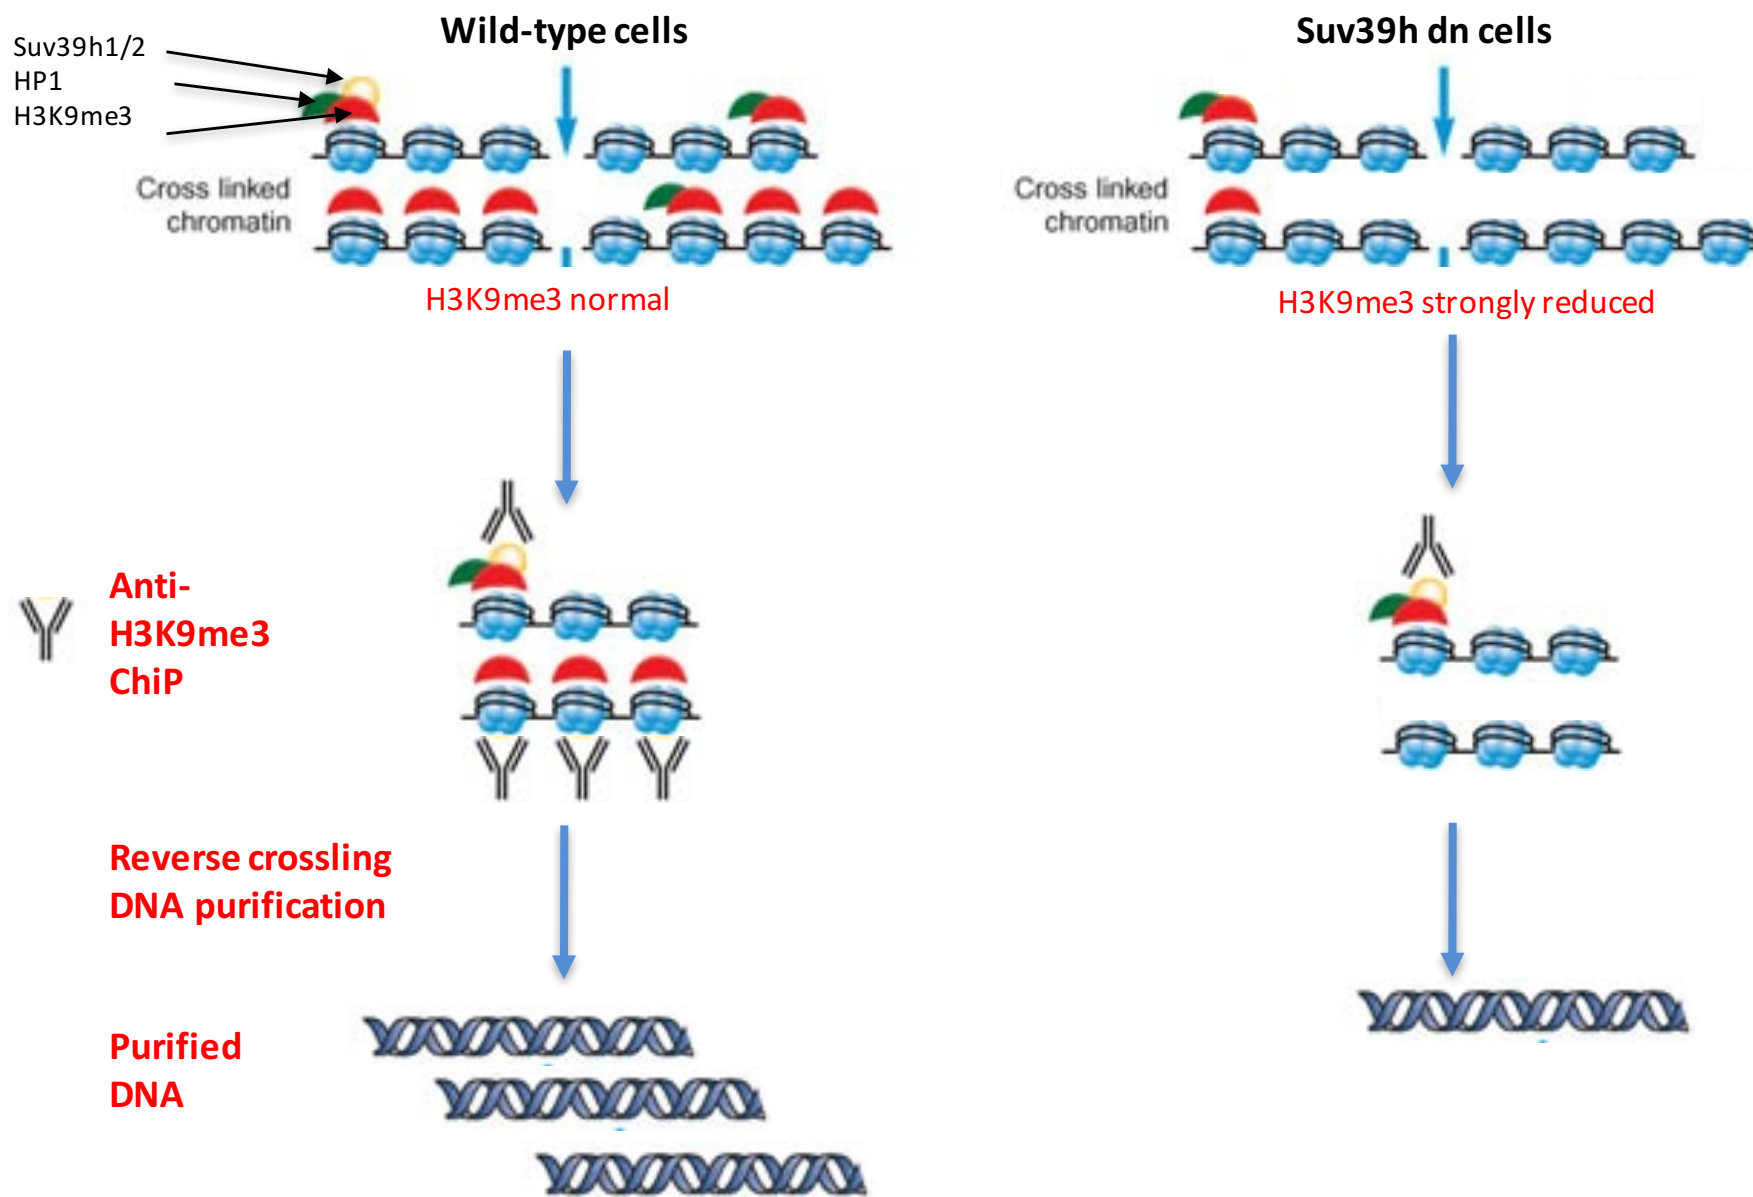 Wild-type cells
Suv39h dn cells
Suv39h1/2
HP1
H3K9me3
Cross linked
chromatin
Cross linked
chromatin
H3K9me3 normal
H3K9me3 strongly reduced
Anti-
H3K9me3
ChiP
Reverse crossling
DNA purification
Purified
DNA